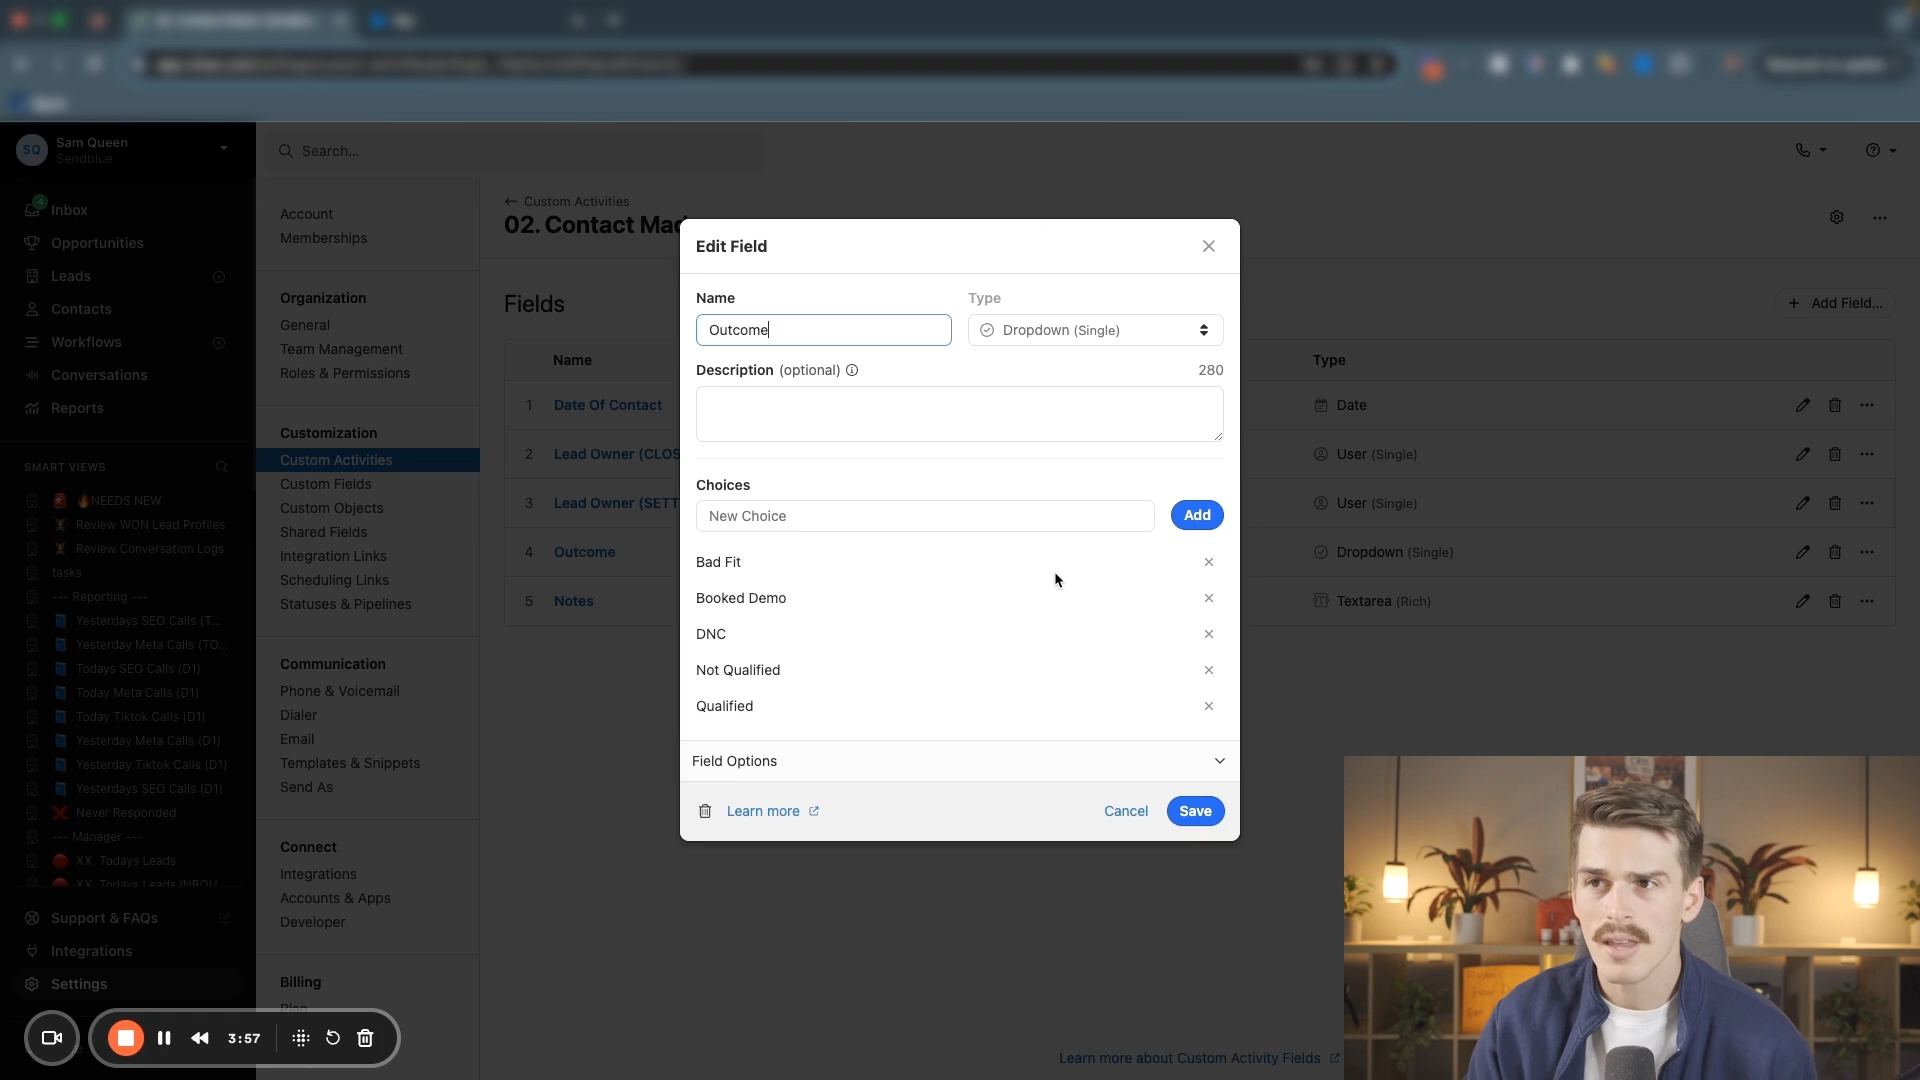 SQ
Sam Queen
Sendblue
Search...
4
Inbox
Opportunities
Leads
Contacts
Workflows
Conversations
Reports
SMART VIEWS
NEEDS NEW
Review WON Lead Profiles
Review Conversation Logs
tasks
--- Reporting ---
Yesterdays SEO Calls (T...
Yesterday Meta Calls (TO...
Todays SEO Calls (D1)
Today Meta Calls (D1)
Today Tiktok Calls (D1)
Yesterday Meta Calls (D1)
Yesterday Tiktok Calls (D1)
Yesterdays SEO Calls (D1)
Never Responded
--- Manager ---
XX. Todays Leads
XX. Todays Leads INBOU...
Support & FAQs
Integrations
Settings
3:57
Account
Memberships
Organization
General
Team Management
Roles & Permissions
Customization
Custom Activities
Custom Fields
Custom Objects
Shared Fields
Integration Links
Scheduling Links
Statuses & Pipelines
Communication
Phone & Voicemail
Dialer
Email
Templates & Snippets
Send As
Connect
Integrations
Accounts & Apps
Developer
Billing
Plan
Custom Activities
02. Contact Mad
Fields
Add Field...
Name
Type
1 Date Of Contact
Date
2 Lead Owner (CLOS
User (Single)
3 Lead Owner (SETT
User (Single)
4 Outcome
Dropdown (Single)
5 Notes
Textarea (Rich)
Learn more about Custom Activity Fields
Edit Field
Name
Type
Outcome
Dropdown (Single)
Description (optional)
280
Choices
New Choice
Add
Bad Fit
Booked Demo
DNC
Not Qualified
Qualified
Field Options
Learn more
Cancel
Save